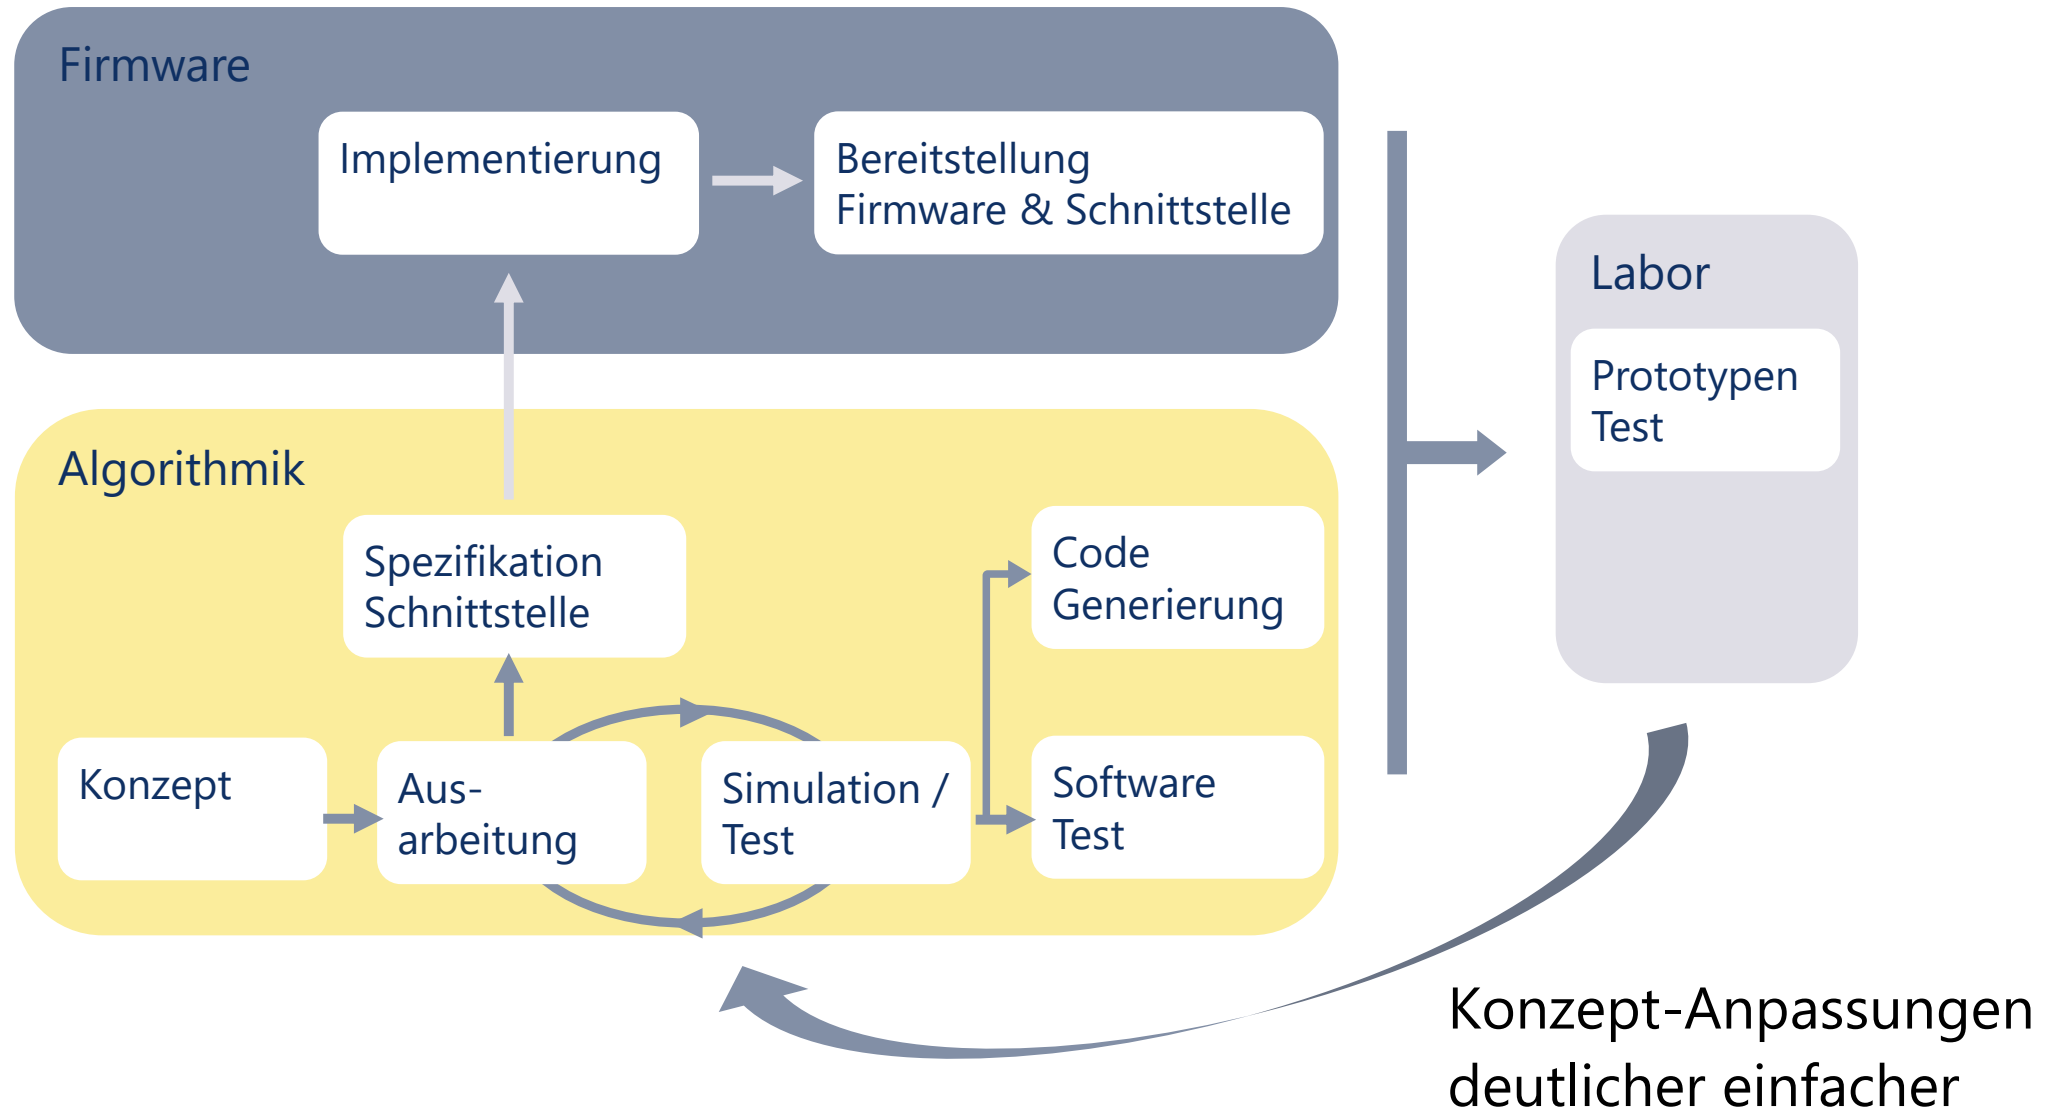 Firmware
Implementierung
Bereitstellung
Firmware & Schnittstelle
Labor
Prototypen
Test
Algorithmik
Spezifikation
Schnittstelle
Code
Generierung
Konzept
Aus-
arbeitung
Simulation /
Test
Software
Test
Konzept-Anpassungen
deutlicher einfacher